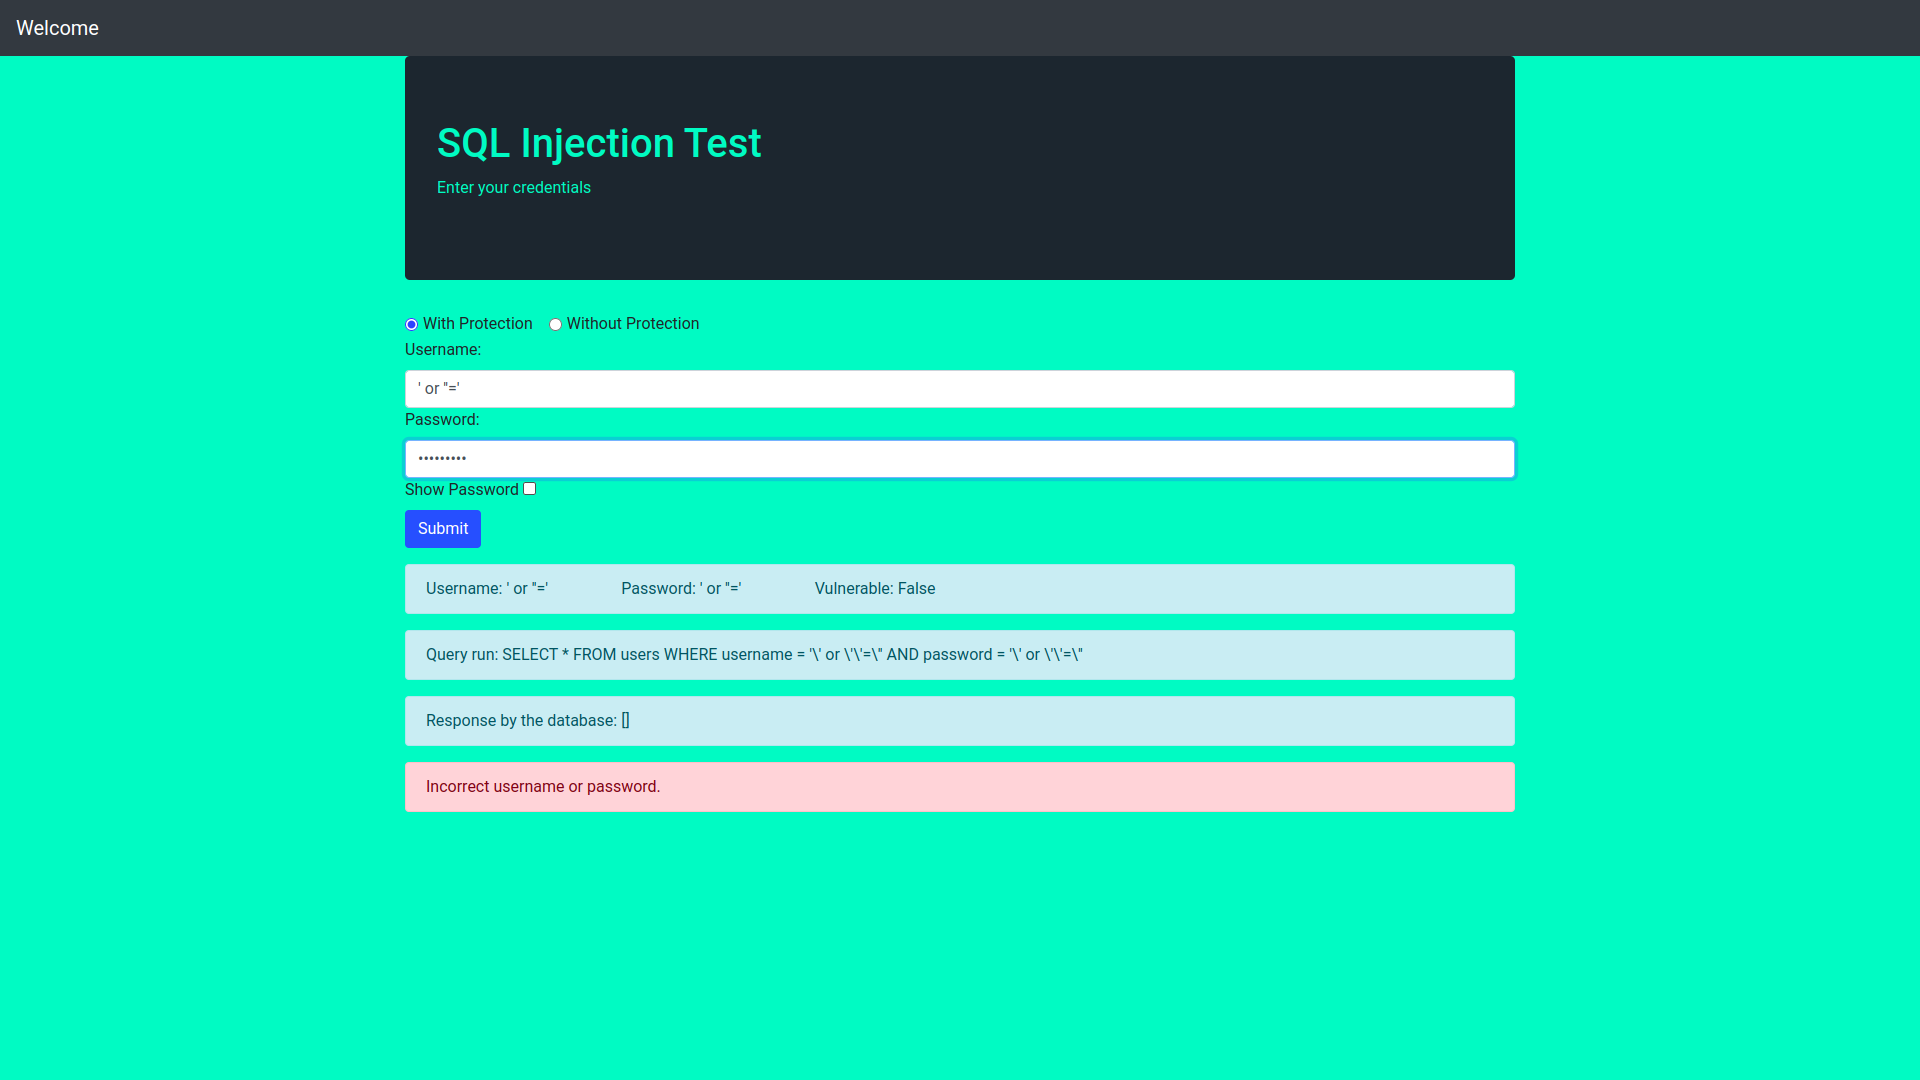 Welcome
SQL Injection Test
Enter your credentials
With Protection Without Protection
Username:
' or ''='
Password:
•••••••••
Show Password
Submit
Username: ' or ''=' Password: ' or ''=' Vulnerable: False
Query run: SELECT * FROM users WHERE username = '\' or \'\'=\'' AND password = '\' or \'\'=\''
Response by the database: []
Incorrect username or password.